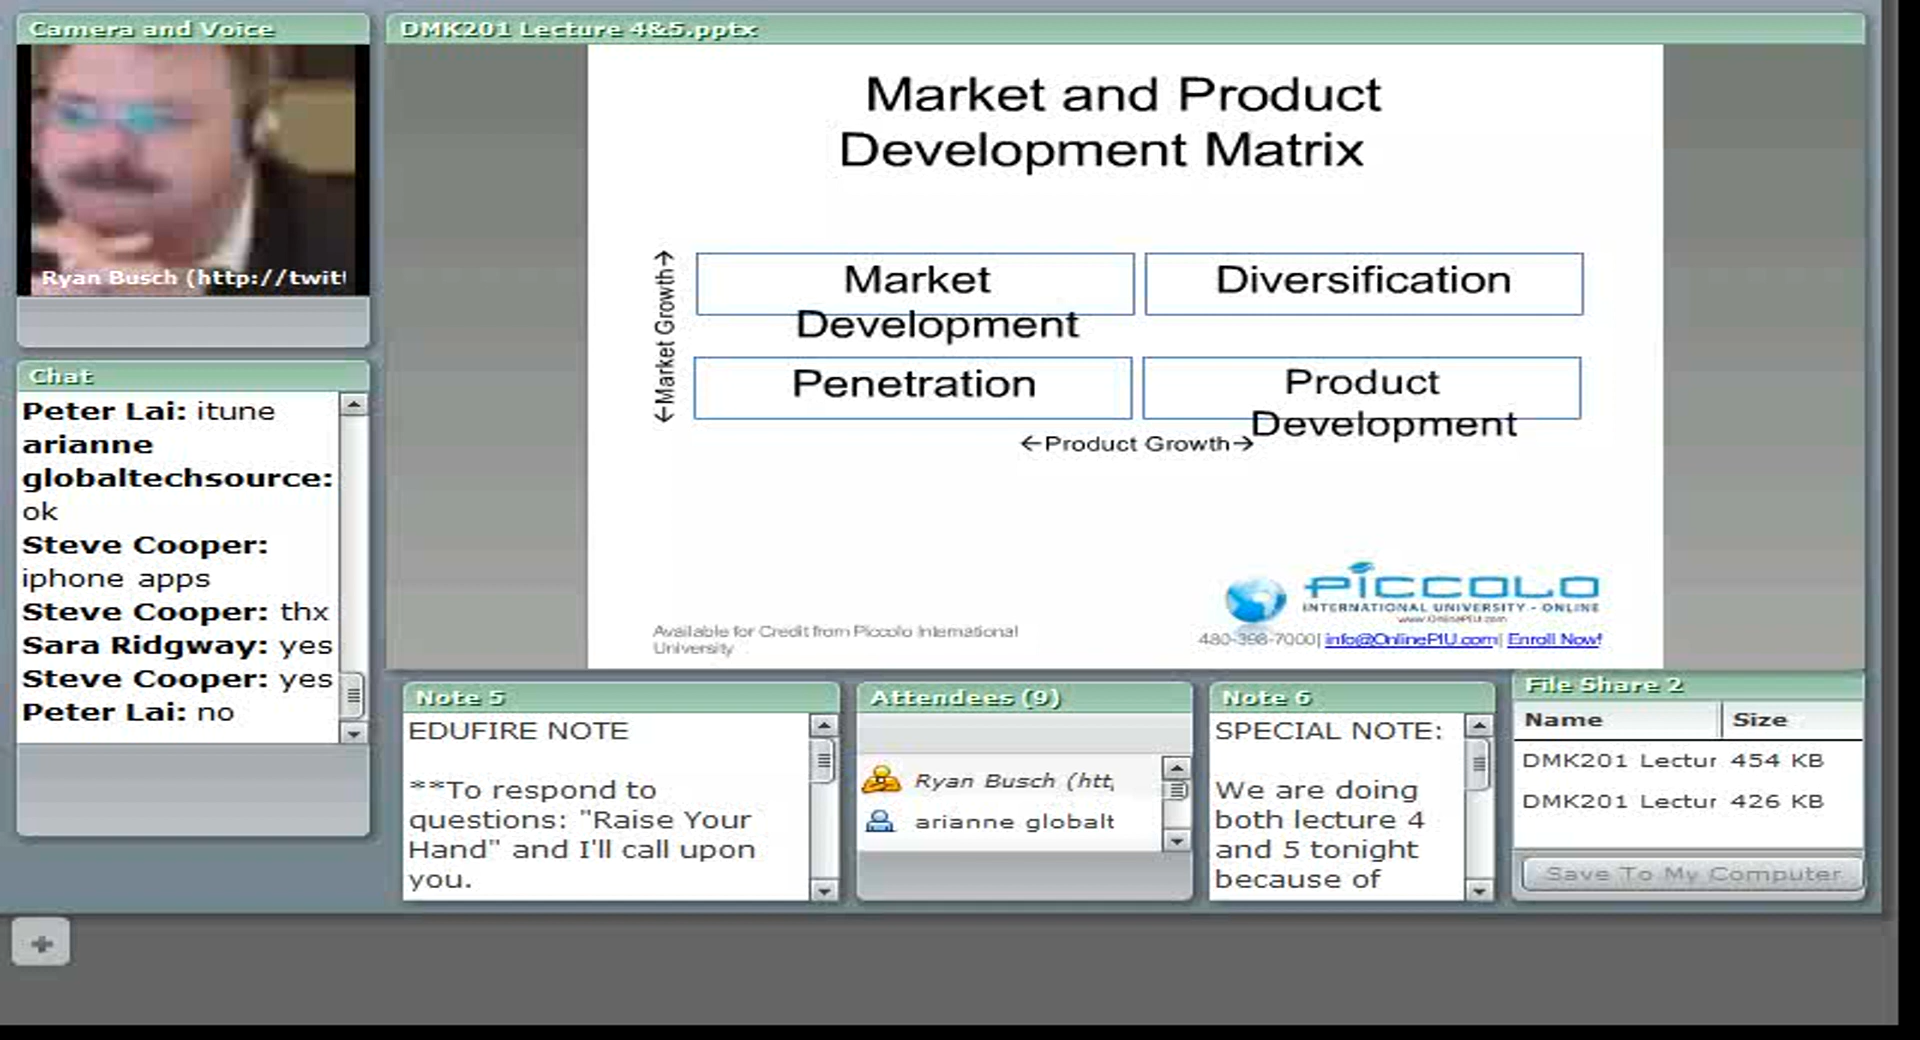 Camera and Voice
Ryan Busch (http://twitt
Chat
Peter Lai: itune
arianne
globaltechsource:
ok
Steve Cooper:
iphone apps
Steve Cooper: thx
Sara Ridgway: yes
Steve Cooper: yes
Peter Lai: no
DMK201 Lecture 4&5.pptx
Market and Product
Development Matrix
←Market Growth→
Market
Development
Diversification
Penetration
Product
Development
←Product Growth→
Available for Credit from Piccolo International
University
PICCOLO
INTERNATIONAL UNIVERSITY - ONLINE
www.OnlinePIU.com
480-398-7000| info@OnlinePIU.com| Enroll Now!
Note 5
EDUFIRE NOTE
**To respond to
questions: "Raise Your
Hand" and I'll call upon
you.
Attendees (9)
Ryan Busch (htt
arianne globalt
Note 6
SPECIAL NOTE:
We are doing
both lecture 4
and 5 tonight
because of
File Share 2
Name Size
DMK201 Lectur 454 KB
DMK201 Lectur 426 KB
Save To My Computer